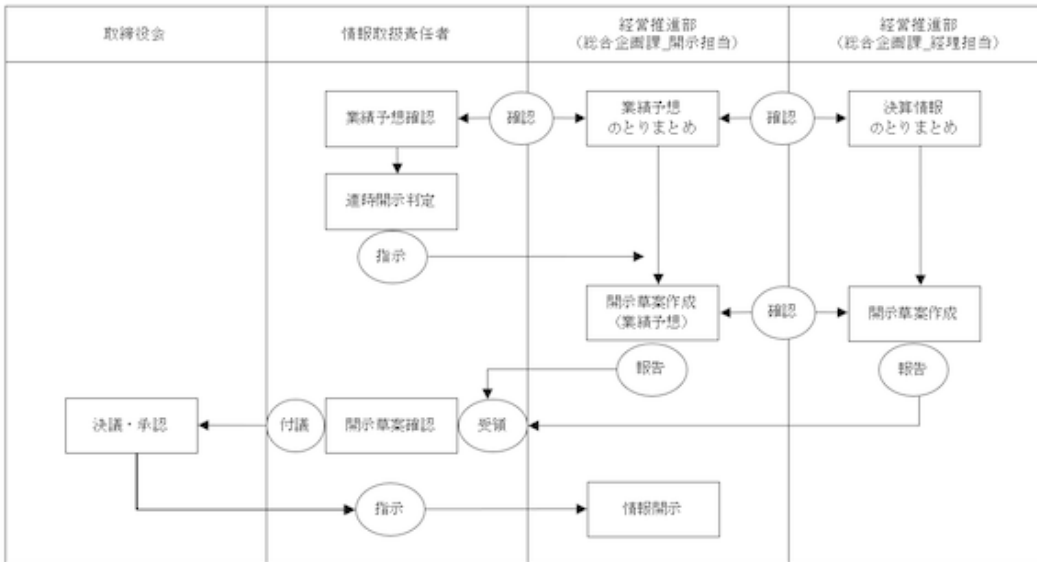 取締役会
情報取扱責任者
経営推進部
（総合企画課_開示担当）
経営推進部
（総合企画課_経理担当）
業績予想確認
確認
業績予想
のとりまとめ
確認
決算情報
のとりまとめ
適時開示判定
指示
開示草案作成
（業績予想）
確認
開示草案作成
報告
報告
決議・承認
付議
開示草案確認
受領
指示
情報開示